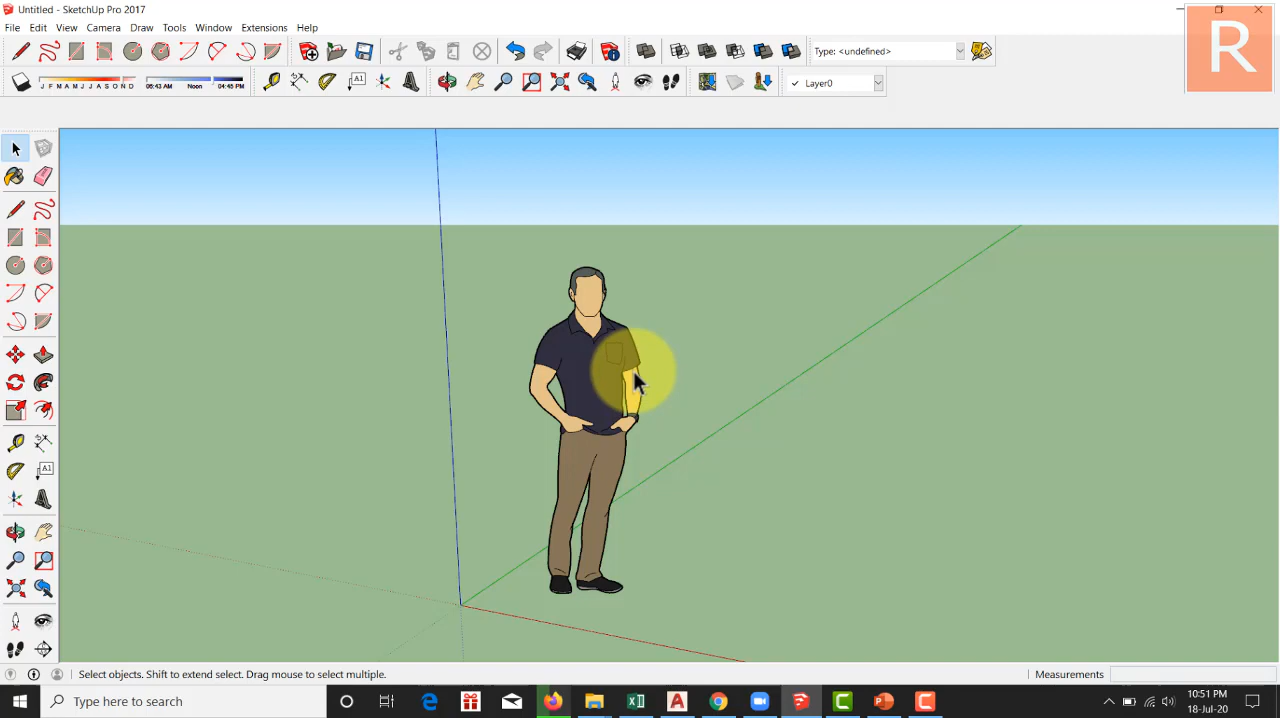 Untitled - SketchUp Pro 2017
R
File Edit View Camera Draw Tools Window Extensions Help
Type: <undefined>
J F M A M J J A S O N D
06:43 AM Noon 04:45 PM
A1
Layer0
A1
Select objects. Shift to extend select. Drag mouse to select multiple.
Measurements
Type here to search
10:51 PM
18-Jul-20